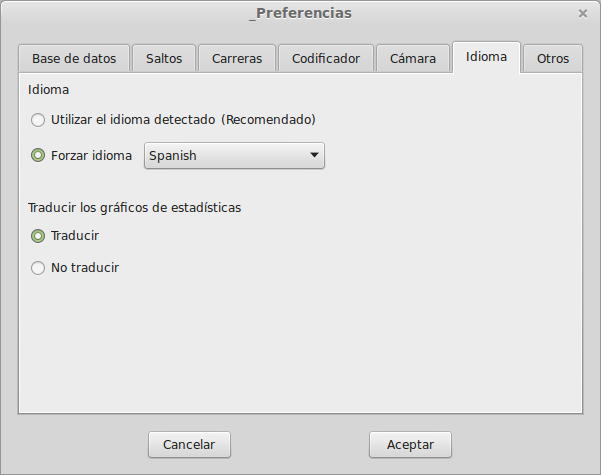 _Preferencias
Base de datos Saltos Carreras Codificador Cámara Idioma Otros
Idioma
Utilizar el idioma detectado (Recomendado)
Forzar idioma Spanish
Traducir los gráficos de estadísticas
Traducir
No traducir
Cancelar Aceptar